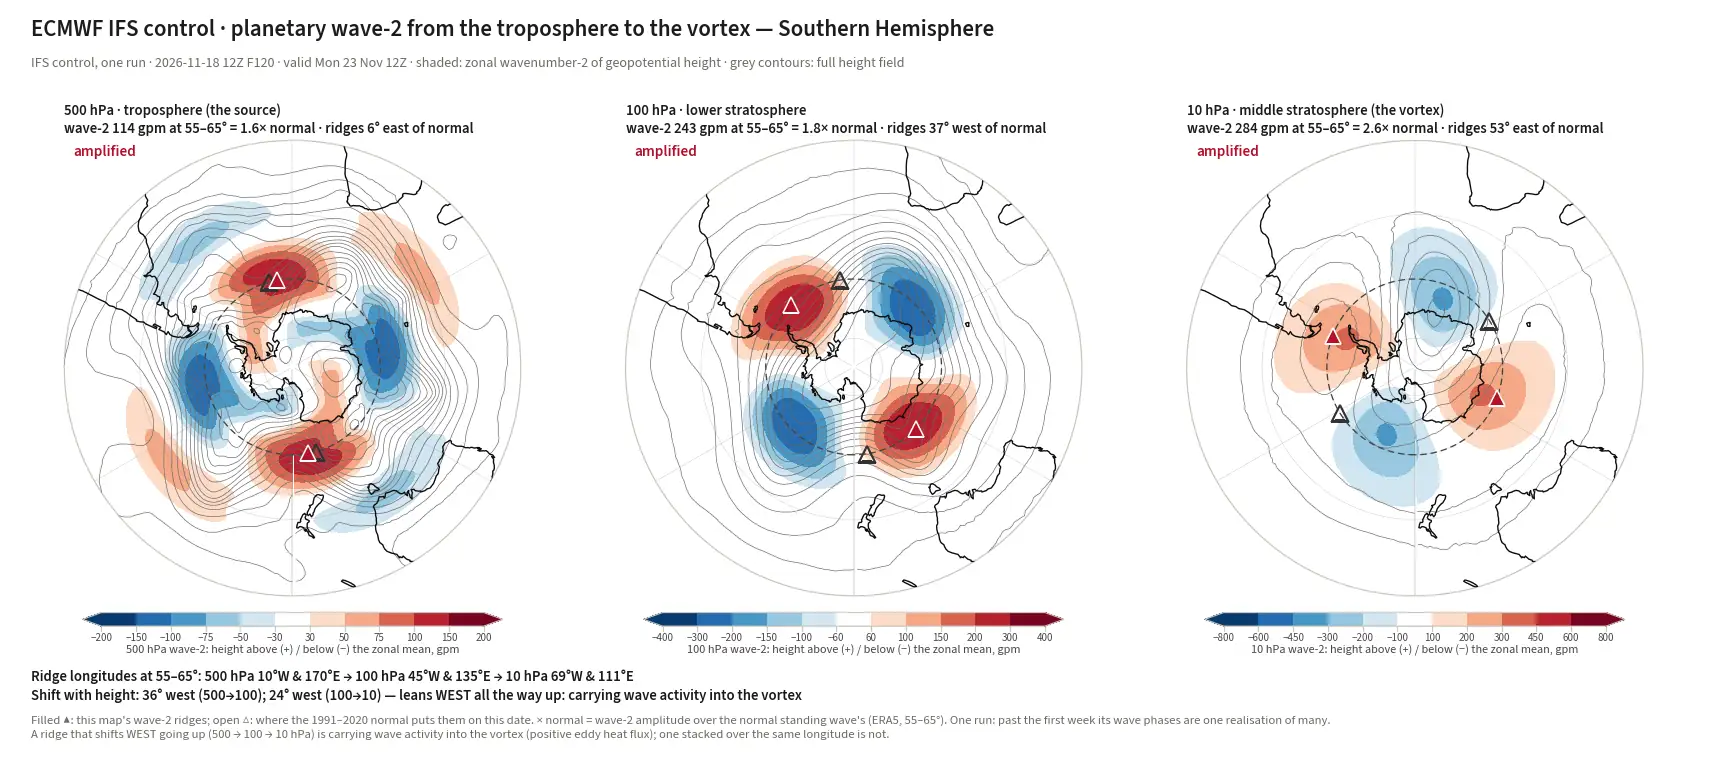 ECMWF IFS control · planetary wave-2 from the troposphere to the vortex — Southern Hemisphere
IFS control, one run · 2026-11-18 12Z F120 · valid Mon 23 Nov 12Z · shaded: zonal wavenumber-2 of geopotential height · grey contours: full height field
500 hPa · troposphere (the source)
wave-2 114 gpm at 55–65° = 1.6× normal · ridges 6° east of normal
amplified
100 hPa · lower stratosphere
wave-2 243 gpm at 55–65° = 1.8× normal · ridges 37° west of normal
amplified
10 hPa · middle stratosphere (the vortex)
wave-2 284 gpm at 55–65° = 2.6× normal · ridges 53° east of normal
amplified
−200 −150 −100 −75 −50 −30 30 50 75 100 150 200
500 hPa wave-2: height above (+) / below (−) the zonal mean, gpm
−400 −300 −200 −150 −100 −60 60 100 150 200 300 400
100 hPa wave-2: height above (+) / below (−) the zonal mean, gpm
−800 −600 −450 −300 −200 −100 100 200 300 450 600 800
10 hPa wave-2: height above (+) / below (−) the zonal mean, gpm
Ridge longitudes at 55–65°: 500 hPa 10°W & 170°E → 100 hPa 45°W & 135°E → 10 hPa 69°W & 111°E
Shift with height: 36° west (500→100); 24° west (100→10) — leans WEST all the way up: carrying wave activity into the vortex
Filled ▲: this map's wave-2 ridges; open △: where the 1991–2020 normal puts them on this date. × normal = wave-2 amplitude over the normal standing wave's (ERA5, 55–65°). One run: past the first week its wave phases are one realisation of many.
A ridge that shifts WEST going up (500 → 100 → 10 hPa) is carrying wave activity into the vortex (positive eddy heat flux); one stacked over the same longitude is not.